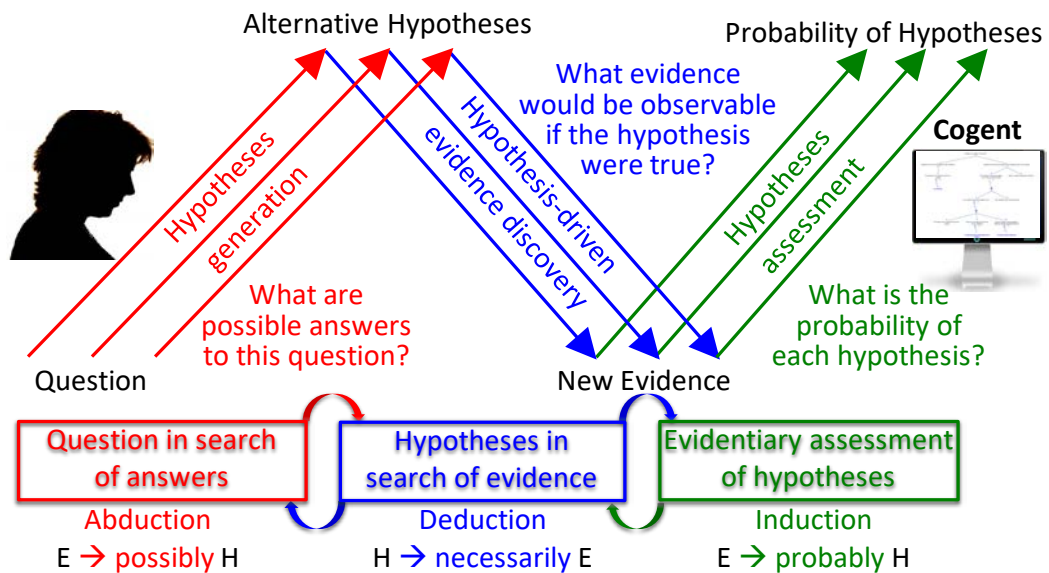 Alternative Hypotheses
Probability of Hypotheses
What evidence
would be observable
if the hypothesis
were true?
Cogent
Hypotheses
generation
Hypothesis-driven
evidence discovery
Hypotheses
assessment
What are
possible answers
to this question?
What is the
probability of
each hypothesis?
Question
New Evidence
Question in search
of answers
Hypotheses in
search of evidence
Evidentiary assessment
of hypotheses
Abduction
Deduction
Induction
E → possibly H
H → necessarily E
E → probably H